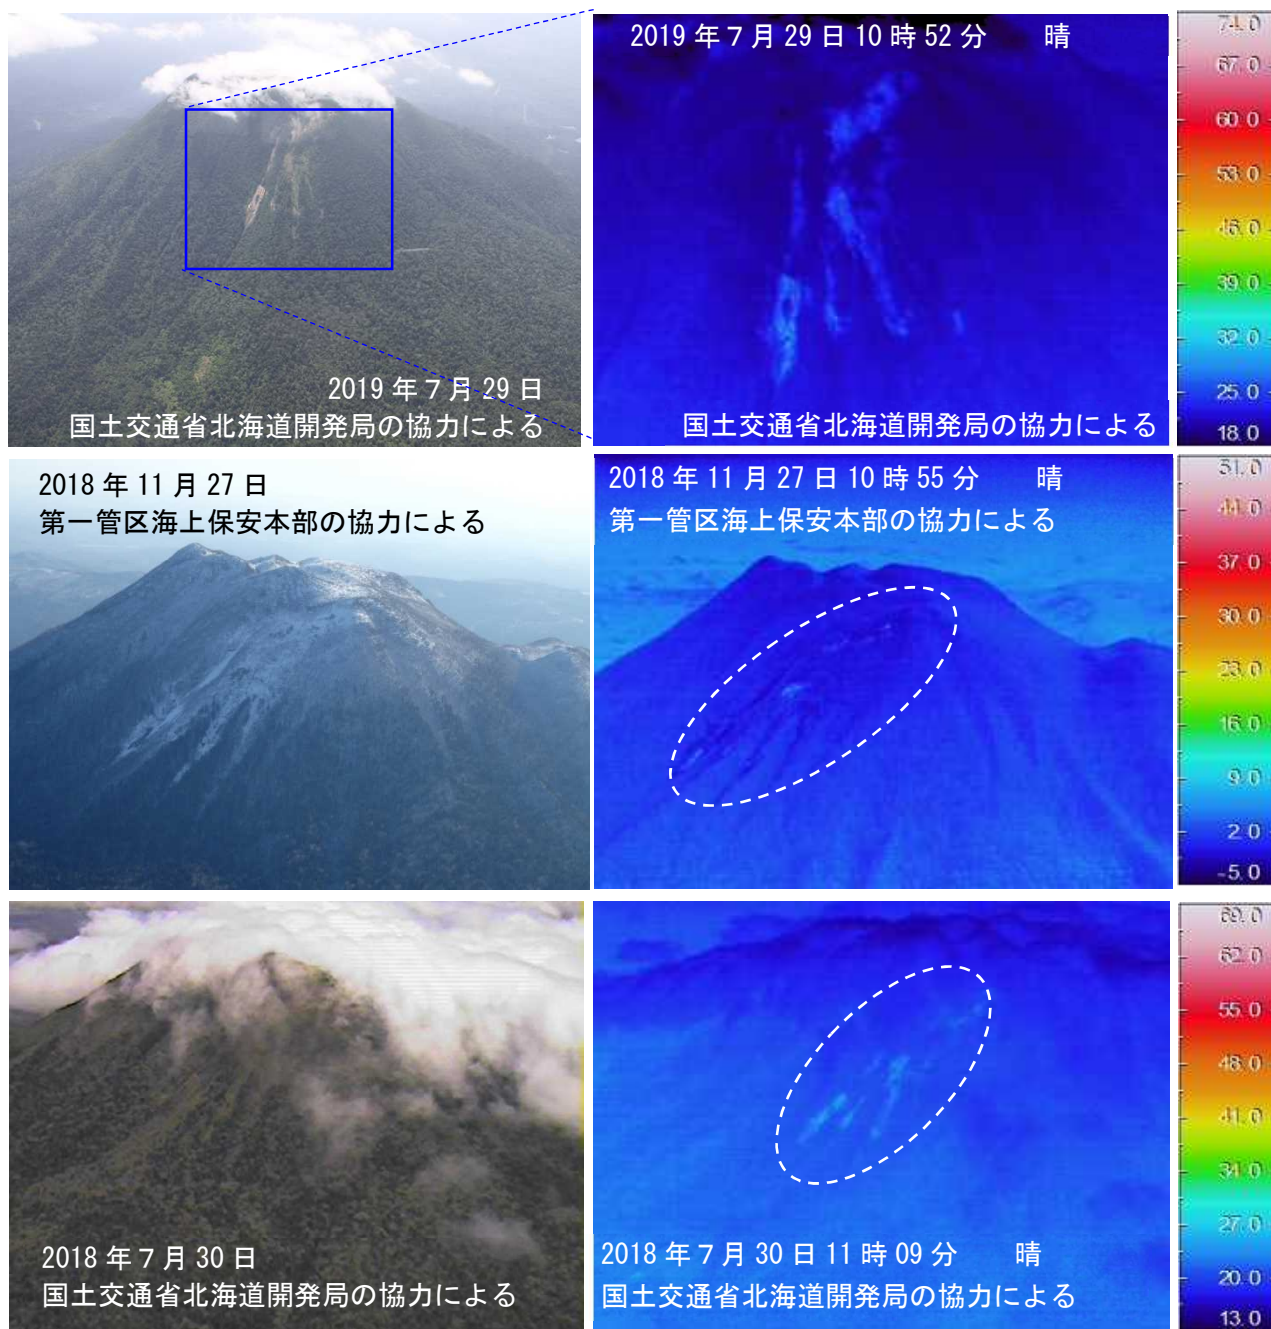 2019 年 7 月 29 日 10 時 52 分　晴
74.0
67.0
60.0
53.0
46.0
39.0
32.0
25.0
18.0
2019 年 7 月 29 日
国土交通省北海道開発局の協力による
国土交通省北海道開発局の協力による
2018 年 11 月 27 日
第一管区海上保安本部の協力による
2018 年 11 月 27 日 10 時 55 分　晴
第一管区海上保安本部の協力による
51.0
44.0
37.0
30.0
23.0
16.0
9.0
2.0
-5.0
2018 年 7 月 30 日
国土交通省北海道開発局の協力による
2018 年 7 月 30 日 11 時 09 分　晴
国土交通省北海道開発局の協力による
69.0
62.0
55.0
48.0
41.0
34.0
27.0
20.0
13.0